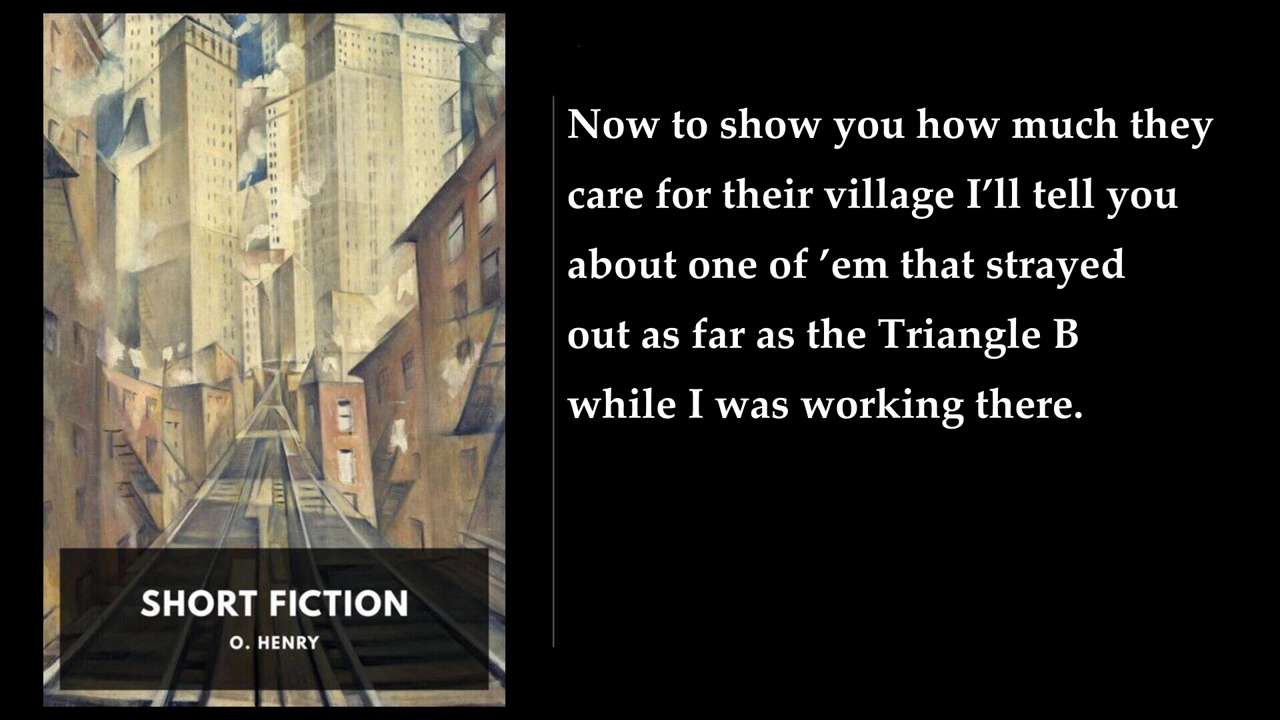 SHORT FICTION
O. HENRY
Now to show you how much they
care for their village I’ll tell you
about one of ’em that strayed
out as far as the Triangle B
while I was working there.